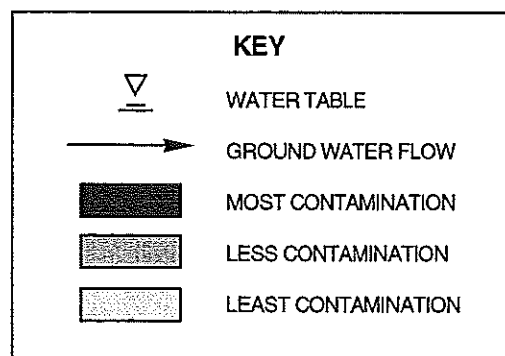 KEY
WATER TABLE
GROUND WATER FLOW
MOST CONTAMINATION
LESS CONTAMINATION
LEAST CONTAMINATION